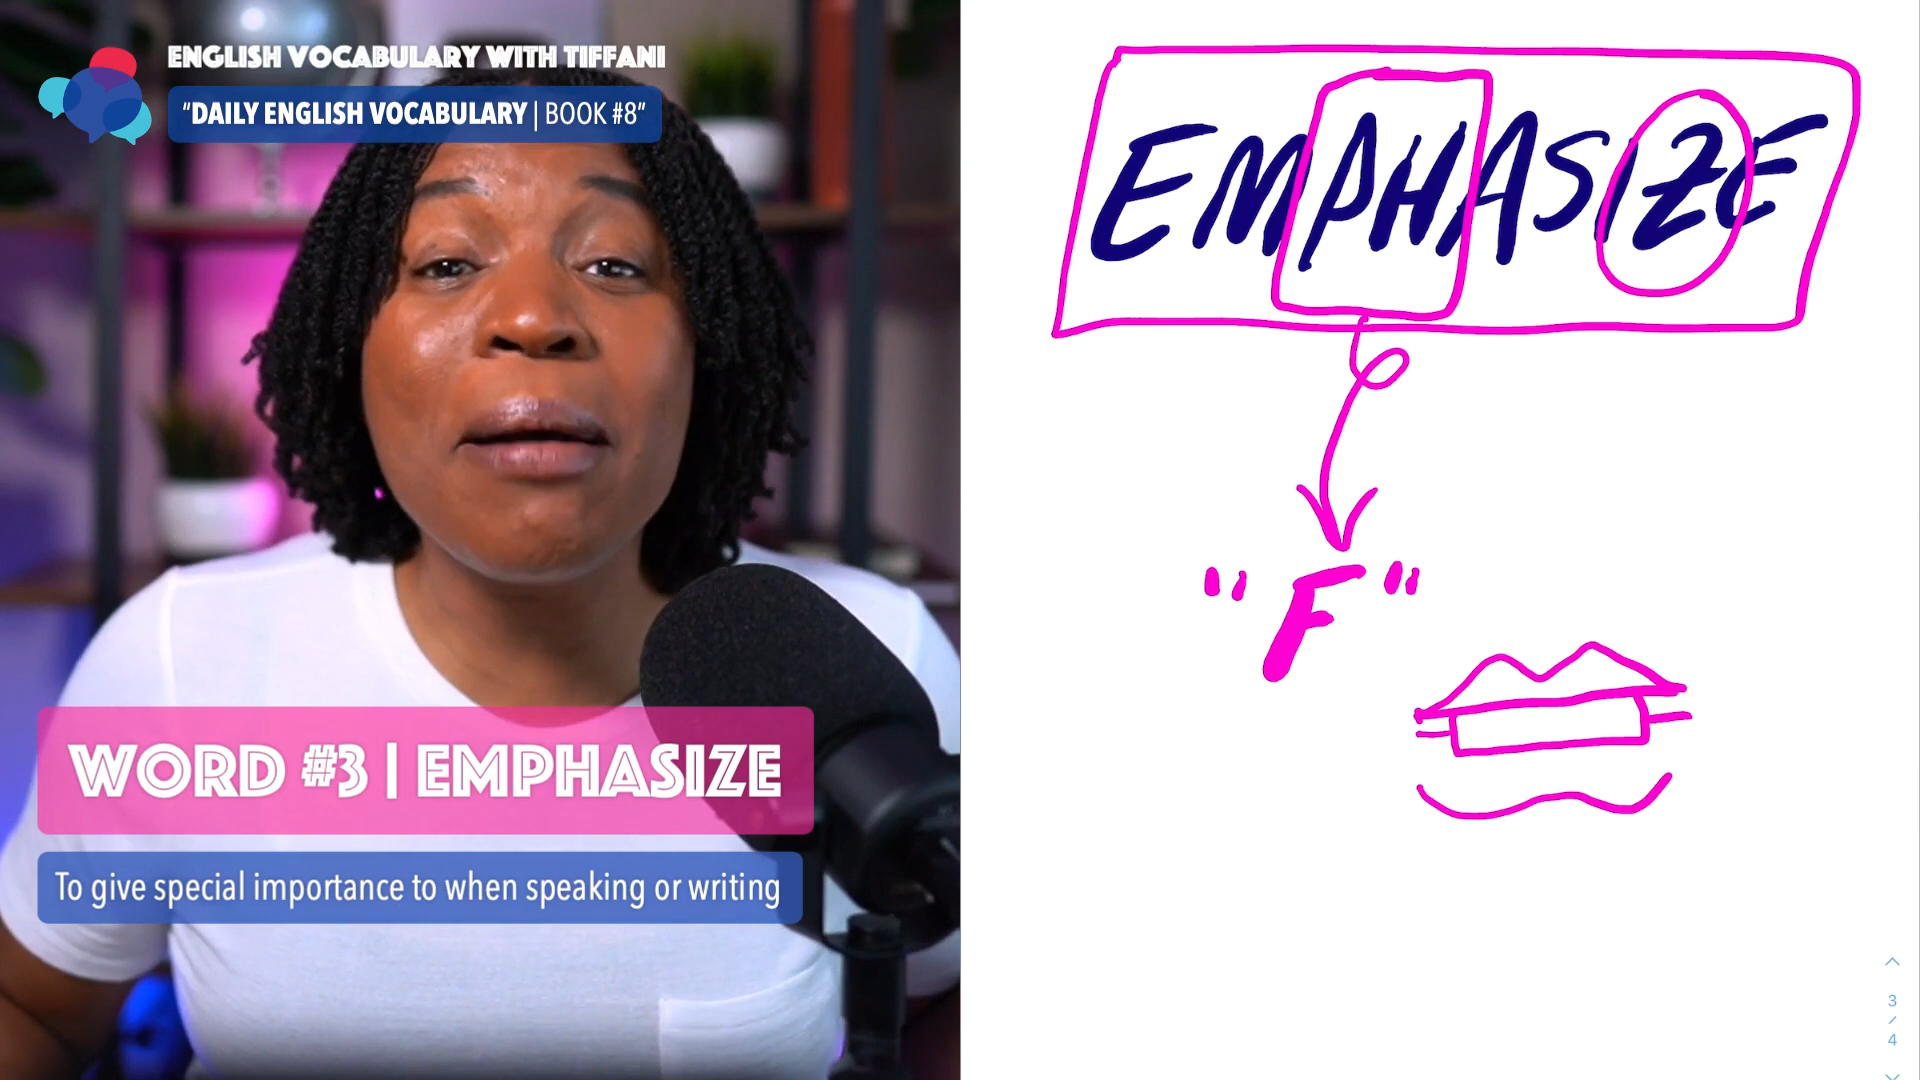 ENGLISH VOCABULARY WITH TIFFANI
"DAILY ENGLISH VOCABULARY | BOOK #8"
WORD #3 | EMPHASIZE
To give special importance to when speaking or writing
EMPHASIZE
"F"
3
/
4